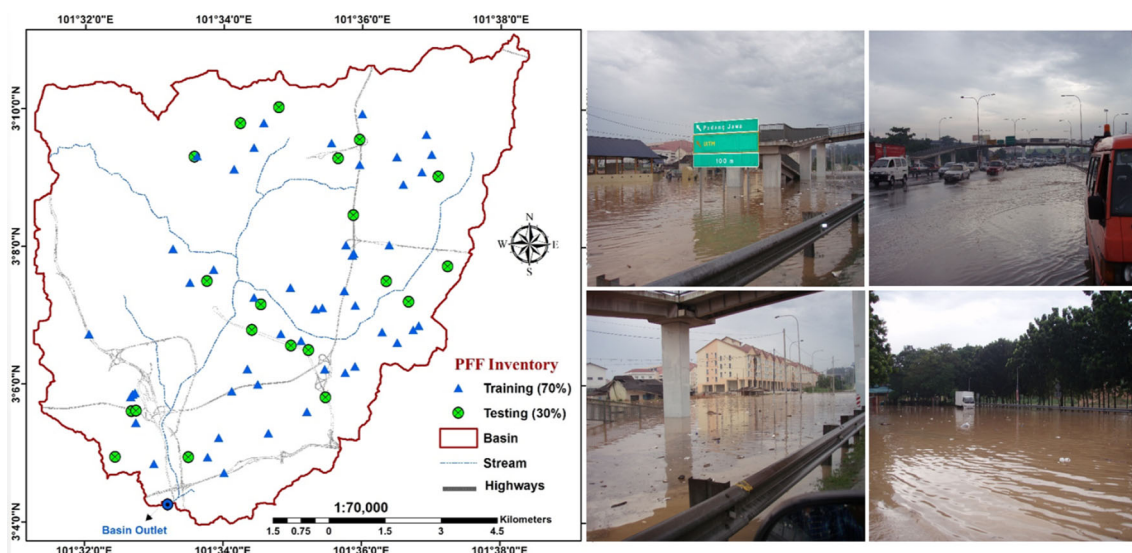 101°32'0"E 101°34'0"E 101°36'0"E 101°38'0"E
3°10'0"N
3°8'0"N
3°6'0"N
3°4'0"N
N
W E
S
PFF Inventory
Training (70%)
Testing (30%)
Basin
Stream
Highways
Basin Outlet
1:70,000
Kilometers
1.5 0.75 0 1.5 3 4.5
101°32'0"E 101°34'0"E 101°36'0"E 101°38'0"E
Padang Jawa
100 m